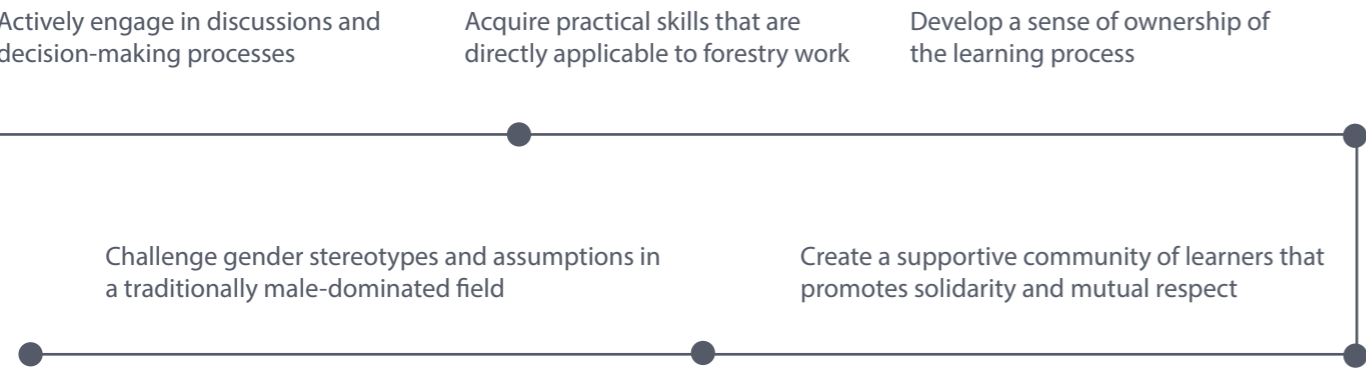 Actively engage in discussions and
decision-making processes
Acquire practical skills that are
directly applicable to forestry work
Develop a sense of ownership of
the learning process
Challenge gender stereotypes and assumptions in
a traditionally male-dominated field
Create a supportive community of learners that
promotes solidarity and mutual respect